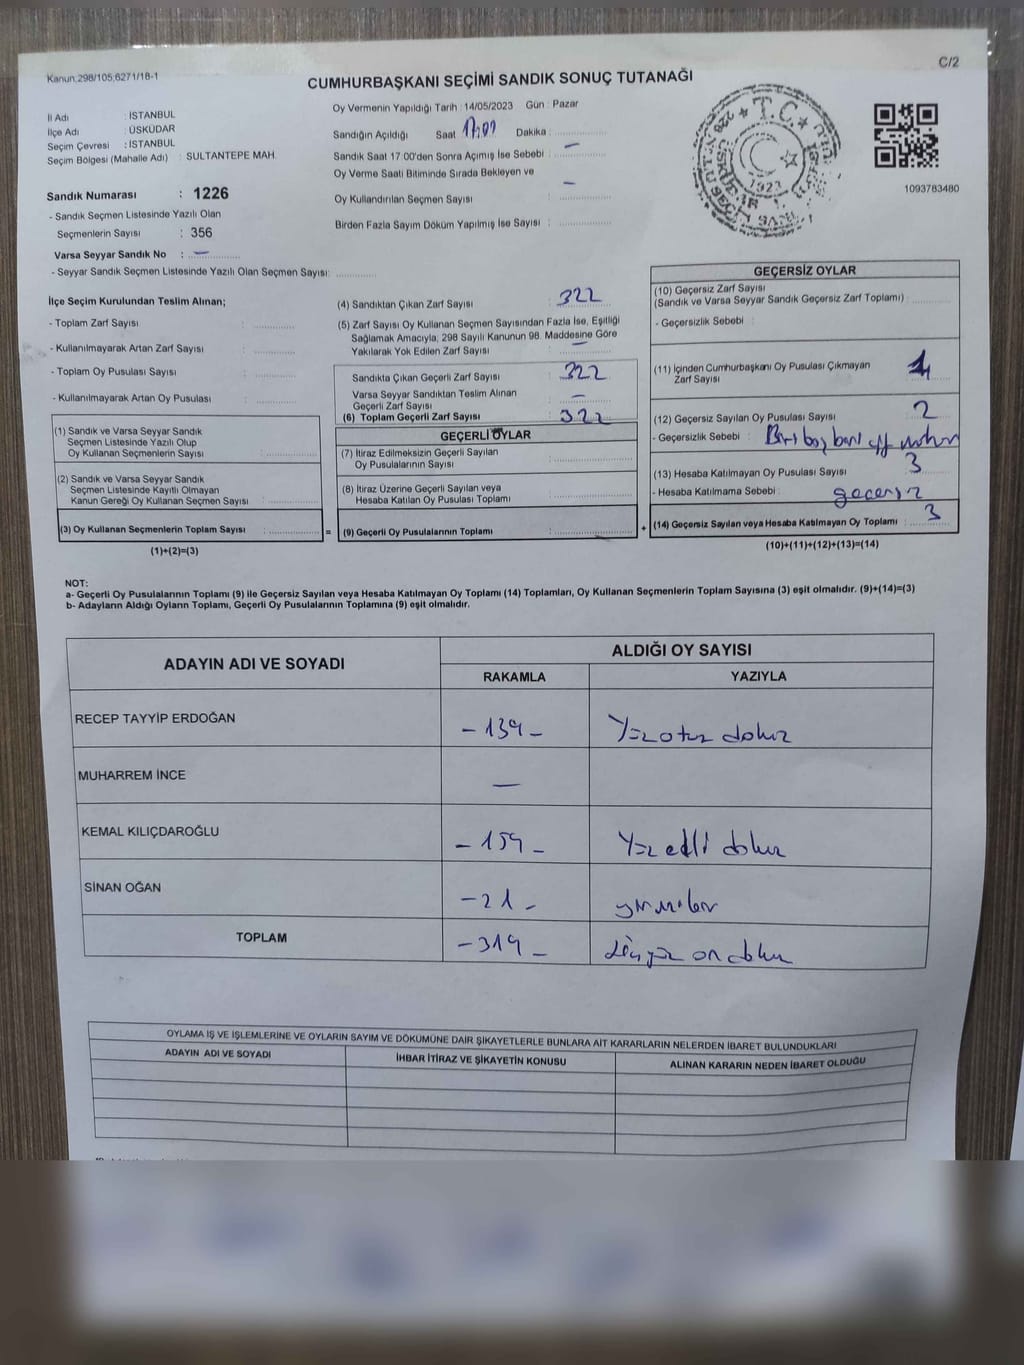 Kanun,298/105,6271/18-1
C/2
CUMHURBAŞKANI SEÇİMİ SANDIK SONUÇ TUTANAĞI
İl Adı : İSTANBUL
İlçe Adı : ÜSKÜDAR
Seçim Çevresi : İSTANBUL
Seçim Bölgesi (Mahalle Adı) : SULTANTEPE MAH.
Sandık Numarası : 1226
- Sandık Seçmen Listesinde Yazılı Olan
Seçmenlerin Sayısı : 356
Varsa Seyyar Sandık No : —
- Seyyar Sandık Seçmen Listesinde Yazılı Olan Seçmen Sayısı:
Oy Vermenin Yapıldığı Tarih :14/05/2023 Gün : Pazar
Sandığın Açıldığı Saat Dakika :
Sandık Saat 17:00'den Sonra Açımış İse Sebebi : —
Oy Verme Saati Bitiminde Sırada Bekleyen ve
Oy Kullandırılan Seçmen Sayısı : —
Birden Fazla Sayım Döküm Yapılmış İse Sayısı :
T.C.
1093783480
İlçe Seçim Kurulundan Teslim Alınan;
- Toplam Zarf Sayısı :
- Kullanılmayarak Artan Zarf Sayısı :
- Toplam Oy Pusulası Sayısı :
- Kullanılmayarak Artan Oy Pusulası :
(1) Sandık ve Varsa Seyyar Sandık
Seçmen Listesinde Yazılı Olup
Oy Kullanan Seçmenlerin Sayısı :
(2) Sandık ve Varsa Seyyar Sandık
Seçmen Listesinde Kayıtlı Olmayan
Kanun Gereği Oy Kullanan Seçmen Sayısı :
(3) Oy Kullanan Seçmenlerin Toplam Sayısı :
(1)+(2)=(3)
(4) Sandıktan Çıkan Zarf Sayısı : 322
(5) Zarf Sayısı Oy Kullanan Seçmen Sayısından Fazla İse, Eşitliği
Sağlamak Amacıyla; 298 Sayılı Kanunun 98. Maddesine Göre
Yakılarak Yok Edilen Zarf Sayısı : —
Sandıkta Çıkan Geçerli Zarf Sayısı : 322
Varsa Seyyar Sandıktan Teslim Alınan
Geçerli Zarf Sayısı : —
(6) Toplam Geçerli Zarf Sayısı : 322
GEÇERLİ OYLAR
(7) İtiraz Edilmeksizin Geçerli Sayılan
Oy Pusulalarının Sayısı :
(8) İtiraz Üzerine Geçerli Sayılan veya
Hesaba Katılan Oy Pusulası Toplamı :
= (9) Geçerli Oy Pusulalarının Toplamı :
GEÇERSİZ OYLAR
(10) Geçersiz Zarf Sayısı
(Sandık ve Varsa Seyyar Sandık Geçersiz Zarf Toplamı) :
- Geçersizlik Sebebi :
(11) İçinden Cumhurbaşkanı Oy Pusulası Çıkmayan
Zarf Sayısı :
(12) Geçersiz Sayılan Oy Pusulası Sayısı : 2
- Geçersizlik Sebebi :
(13) Hesaba Katılmayan Oy Pusulası Sayısı : 3
- Hesaba Katılmama Sebebi : geçersiz
+ (14) Geçersiz Sayılan veya Hesaba Katılmayan Oy Toplamı : 3
(10)+(11)+(12)+(13)=(14)
NOT:
a- Geçerli Oy Pusulalarının Toplamı (9) ile Geçersiz Sayılan veya Hesaba Katılmayan Oy Toplamı (14) Toplamları, Oy Kullanan Seçmenlerin Toplam Sayısına (3) eşit olmalıdır. (9)+(14)=(3)
b- Adayların Aldığı Oyların Toplamı, Geçerli Oy Pusulalarının Toplamına (9) eşit olmalıdır.
ADAYIN ADI VE SOYADI ALDIĞI OY SAYISI
RAKAMLA YAZIYLA
RECEP TAYYİP ERDOĞAN -139- Yüz otuz dokuz
MUHARREM İNCE —
KEMAL KILIÇDAROĞLU -159- Yüz elli dokuz
SİNAN OĞAN -21- yirmi bir
TOPLAM -319- üçyüz on dokuz
OYLAMA İŞ VE İŞLEMLERİNE VE OYLARIN SAYIM VE DÖKÜMÜNE DAİR ŞİKAYETLERLE BUNLARA AİT KARARLARIN NELERDEN İBARET BULUNDUKLARI
ADAYIN ADI VE SOYADI İHBAR İTİRAZ VE ŞİKAYETİN KONUSU ALINAN KARARIN NEDEN İBARET OLDUĞU